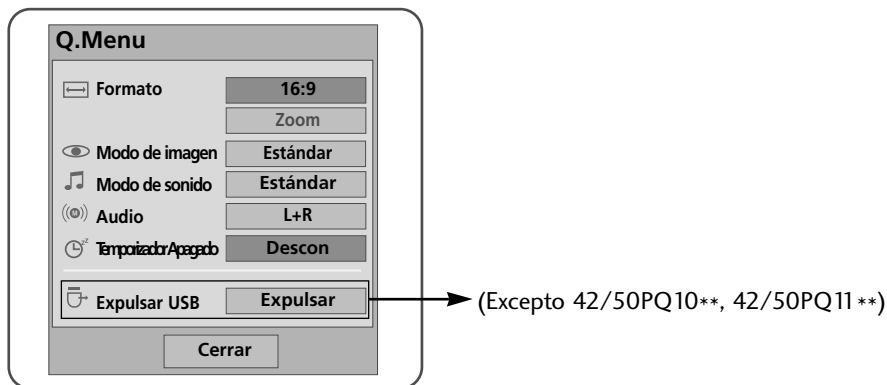 Q.Menu
Formato 16:9
Zoom
Modo de imagen Estándar
Modo de sonido Estándar
Audio L+R
Temporizador Apagado Descon
Expulsar USB Expulsar
(Excepto 42/50PQ10**, 42/50PQ11**)
Cerrar